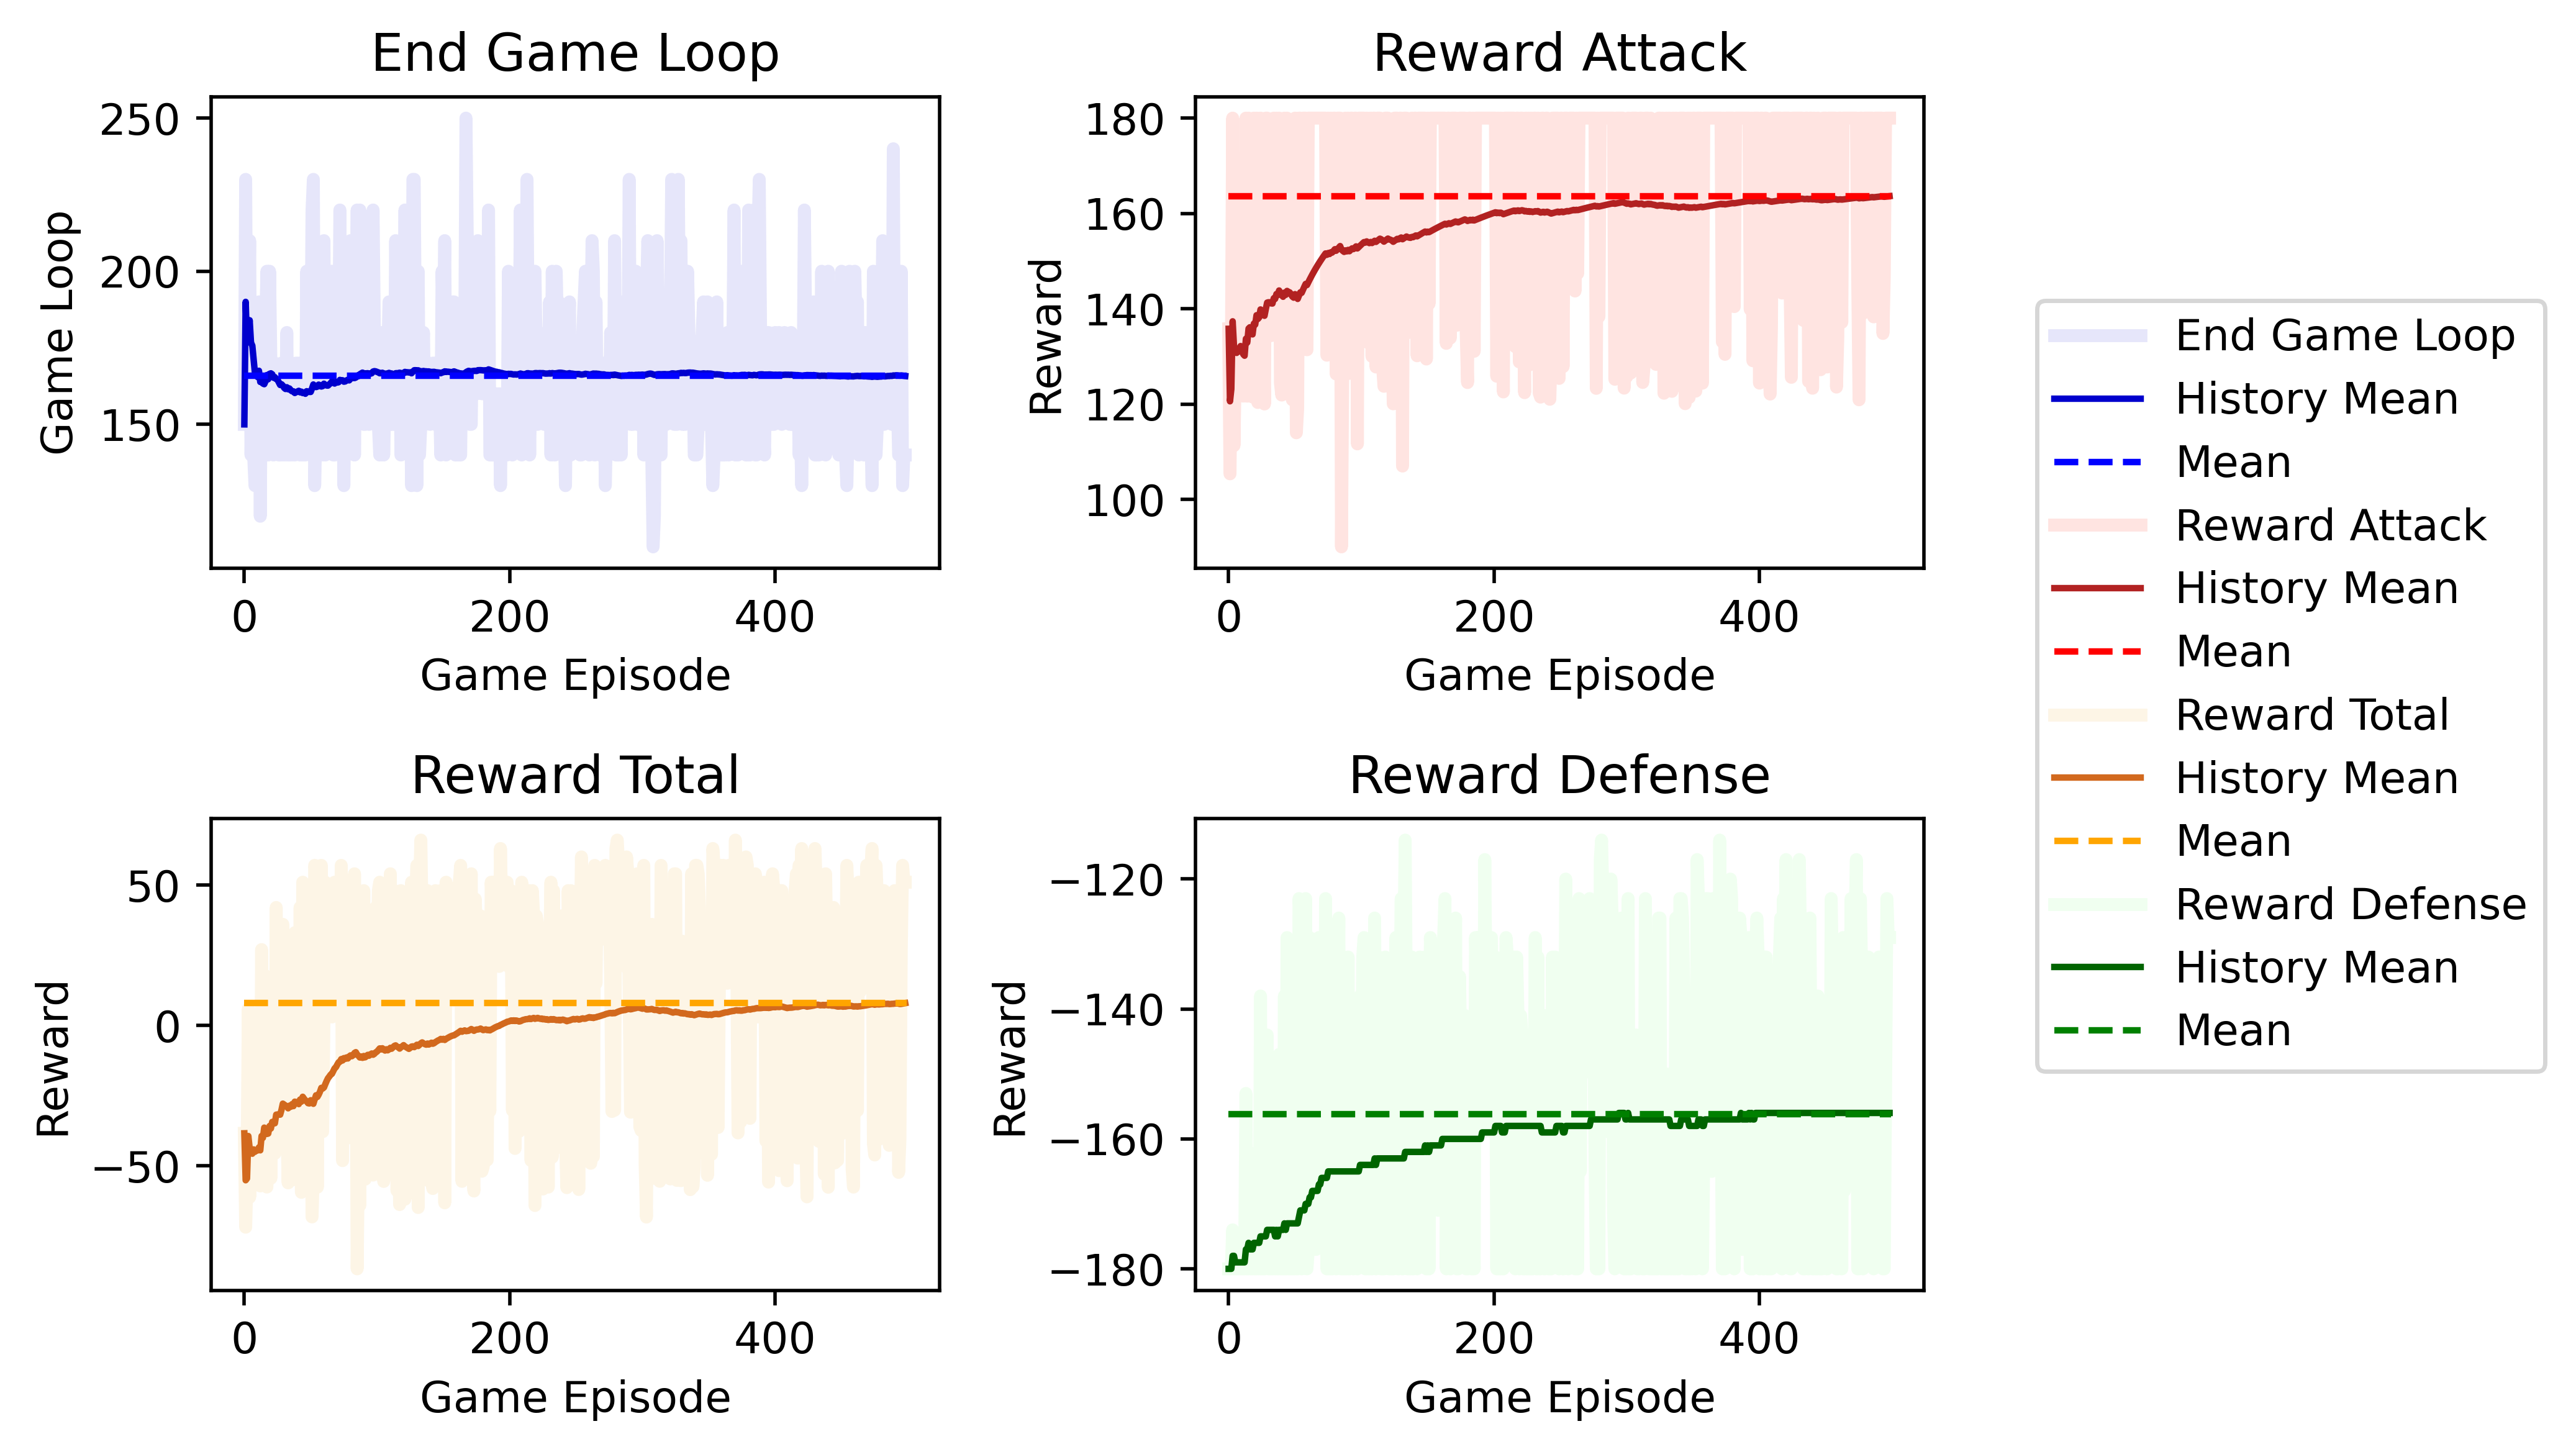 End Game Loop
250
200
150
Game Loop
0 200 400
Game Episode
Reward Attack
180
160
140
120
100
Reward
0 200 400
Game Episode
Reward Total
50
0
−50
Reward
0 200 400
Game Episode
Reward Defense
−120
−140
−160
−180
Reward
0 200 400
Game Episode
End Game Loop
History Mean
Mean
Reward Attack
History Mean
Mean
Reward Total
History Mean
Mean
Reward Defense
History Mean
Mean